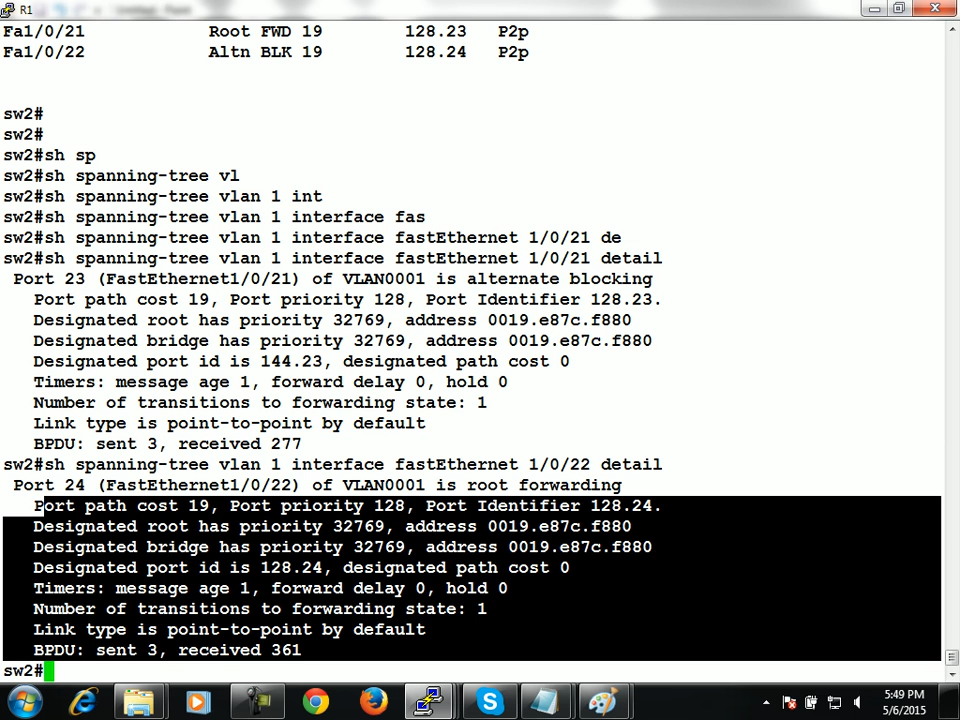 R1
Fa1/0/21 Root FWD 19 128.23 P2p
Fa1/0/22 Altn BLK 19 128.24 P2p
sw2#
sw2#
sw2#sh sp
sw2#sh spanning-tree vl
sw2#sh spanning-tree vlan 1 int
sw2#sh spanning-tree vlan 1 interface fas
sw2#sh spanning-tree vlan 1 interface fastEthernet 1/0/21 de
sw2#sh spanning-tree vlan 1 interface fastEthernet 1/0/21 detail
Port 23 (FastEthernet1/0/21) of VLAN0001 is alternate blocking
Port path cost 19, Port priority 128, Port Identifier 128.23.
Designated root has priority 32769, address 0019.e87c.f880
Designated bridge has priority 32769, address 0019.e87c.f880
Designated port id is 144.23, designated path cost 0
Timers: message age 1, forward delay 0, hold 0
Number of transitions to forwarding state: 1
Link type is point-to-point by default
BPDU: sent 3, received 277
sw2#sh spanning-tree vlan 1 interface fastEthernet 1/0/22 detail
Port 24 (FastEthernet1/0/22) of VLAN0001 is root forwarding
Port path cost 19, Port priority 128, Port Identifier 128.24.
Designated root has priority 32769, address 0019.e87c.f880
Designated bridge has priority 32769, address 0019.e87c.f880
Designated port id is 128.24, designated path cost 0
Timers: message age 1, forward delay 0, hold 0
Number of transitions to forwarding state: 1
Link type is point-to-point by default
BPDU: sent 3, received 361
sw2#
5:49 PM
5/6/2015